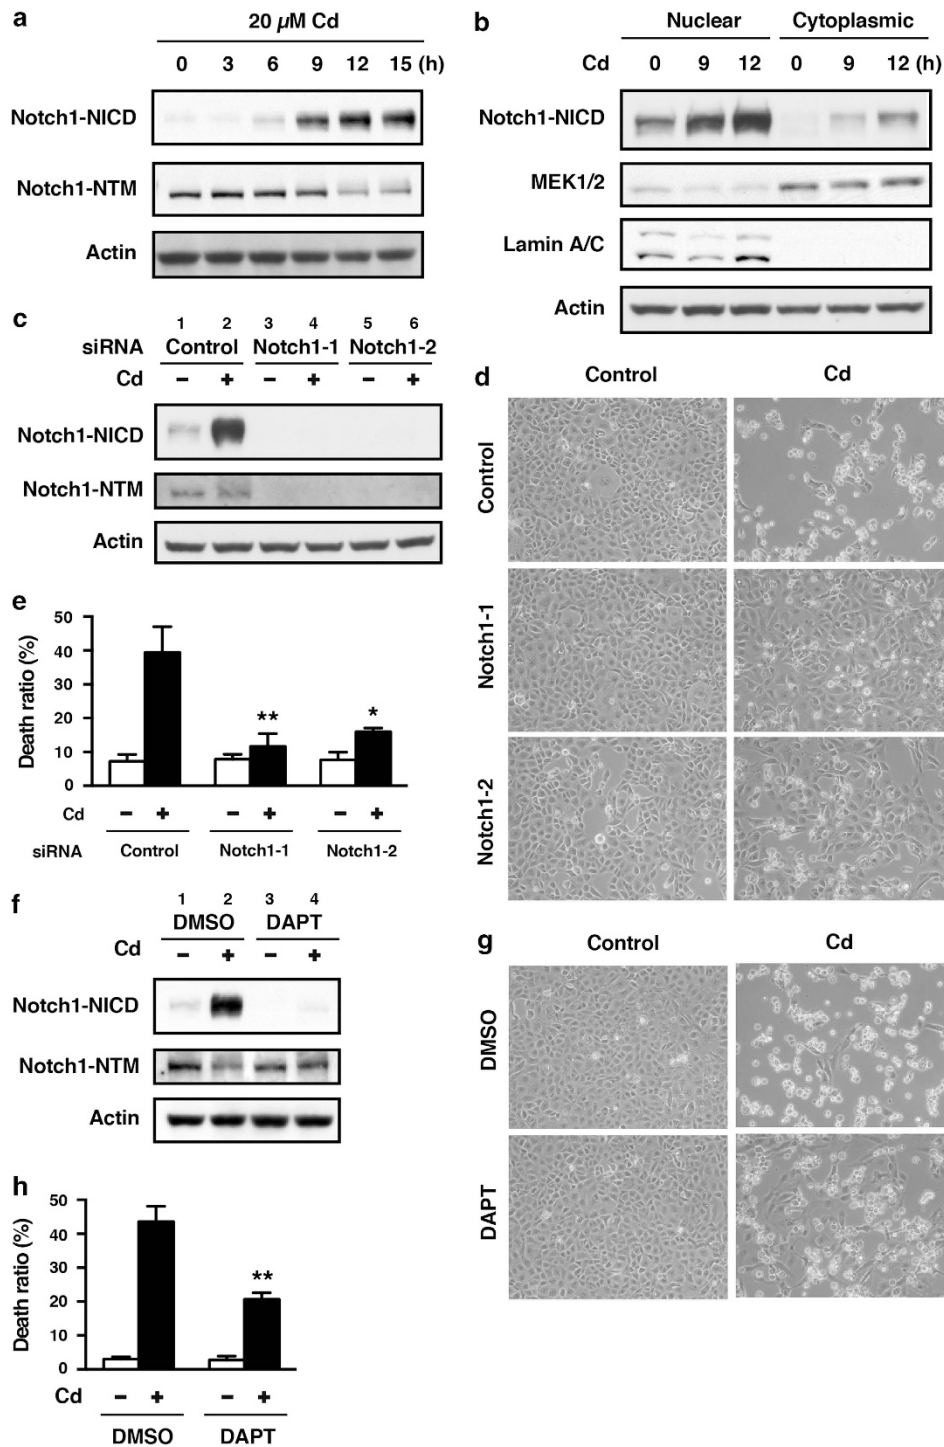 a
20 µM Cd
0 3 6 9 12 15 (h)
Notch1-NICD
Notch1-NTM
Actin
b
Nuclear Cytoplasmic
Cd 0 9 12 0 9 12 (h)
Notch1-NICD
MEK1/2
Lamin A/C
Actin
c
1 2 3 4 5 6
siRNA Control Notch1-1 Notch1-2
Cd − + − + − +
Notch1-NICD
Notch1-NTM
Actin
d
Control Cd
Control
Notch1-1
Notch1-2
e
Death ratio (%)
50
40
30
20
10
0
**
*
Cd − + − + − +
siRNA Control Notch1-1 Notch1-2
f
1 2 3 4
DMSO DAPT
Cd − + − +
Notch1-NICD
Notch1-NTM
Actin
g
Control Cd
DMSO
DAPT
h
Death ratio (%)
50
40
30
20
10
0
**
Cd − + − +
DMSO DAPT